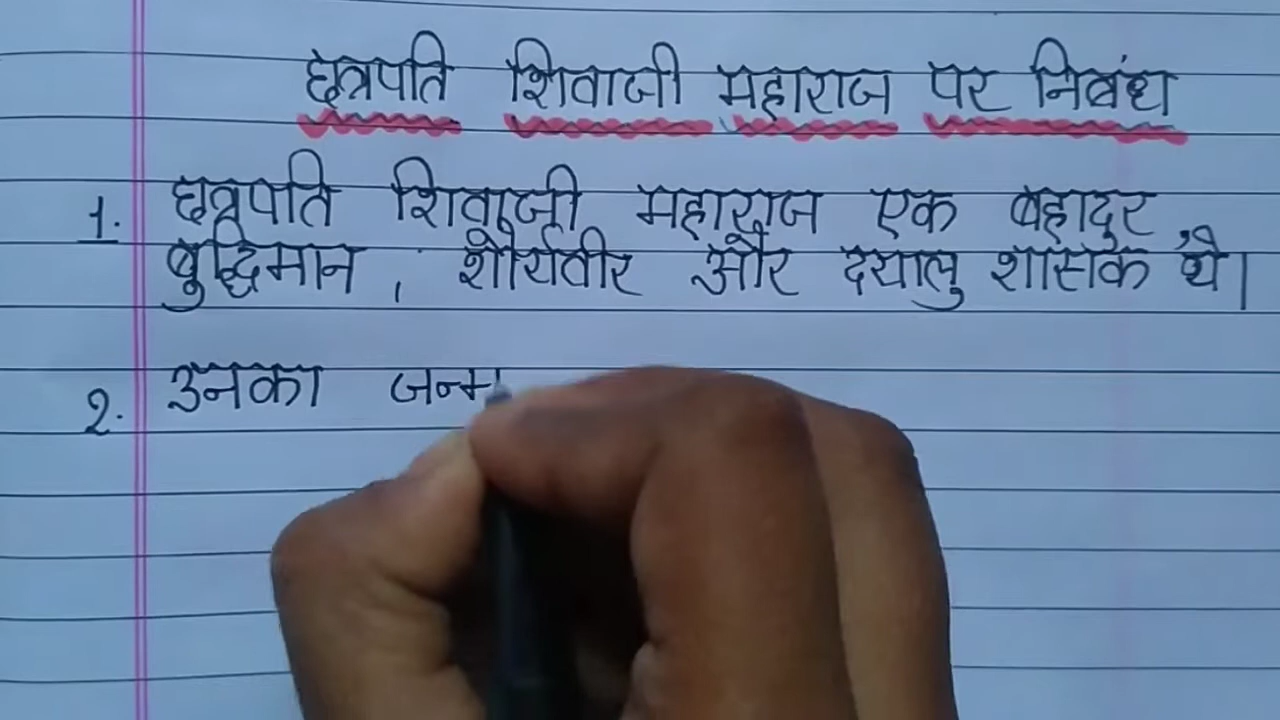 छत्रपति शिवाजी महाराज पर निबंध
1. छत्रपति शिवाजी महाराज एक बहादुर,
बुद्धिमान, शौर्यवीर और दयालु शासक थे।
2. उनका जन्म